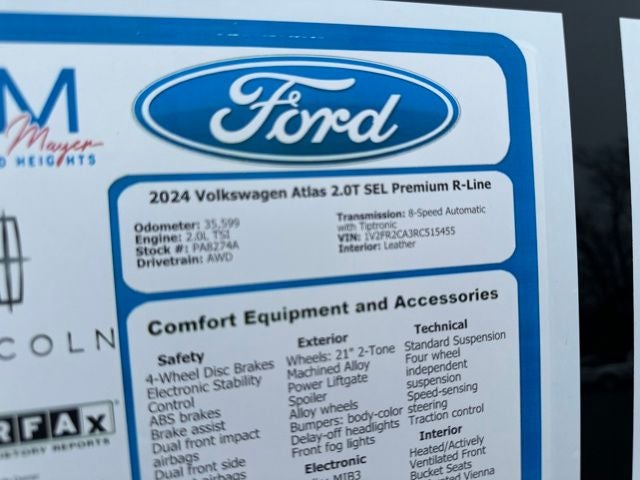 M
Mayer
D HEIGHTS
Ford
2024 Volkswagen Atlas 2.0T SEL Premium R-Line
Odometer: 35,599
Engine: 2.0L TSI
Stock #: PA8274A
Drivetrain: AWD
Transmission: 8-Speed Automatic
with Tiptronic
VIN: 1V2FR2CA3RC515455
Interior: Leather
COLN
RFAX
ISTORY REPORTS
Comfort Equipment and Accessories
Safety
4-Wheel Disc Brakes
Electronic Stability
Control
ABS brakes
Brake assist
Dual front impact
airbags
Dual front side
airbags
Exterior
Wheels: 21" 2-Tone
Machined Alloy
Power Liftgate
Spoiler
Alloy wheels
Bumpers: body-color
Delay-off headlights
Front fog lights
Electronic
MIB3
Technical
Standard Suspension
Four wheel
independent
suspension
Speed-sensing
steering
Traction control
Interior
Heated/Actively
Ventilated Front
Bucket Seats
Vienna